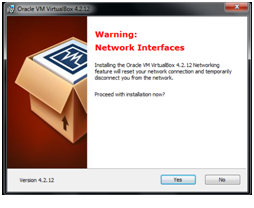 Oracle VM VirtualBox 4.2.12
Warning:
Network Interfaces
Installing the Oracle VM VirtualBox 4.2.12 Networking
feature will reset your network connection and temporarily
disconnect you from the network.
Proceed with installation now?
Version 4.2.12
Yes
No